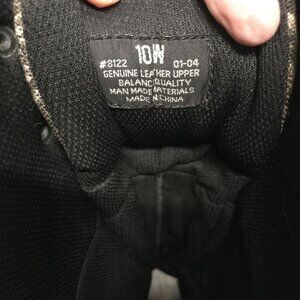 10W
#8122 01-04
GENUINE LEATHER UPPER
BALANCE QUALITY
MAN MADE MATERIALS
MADE IN CHINA